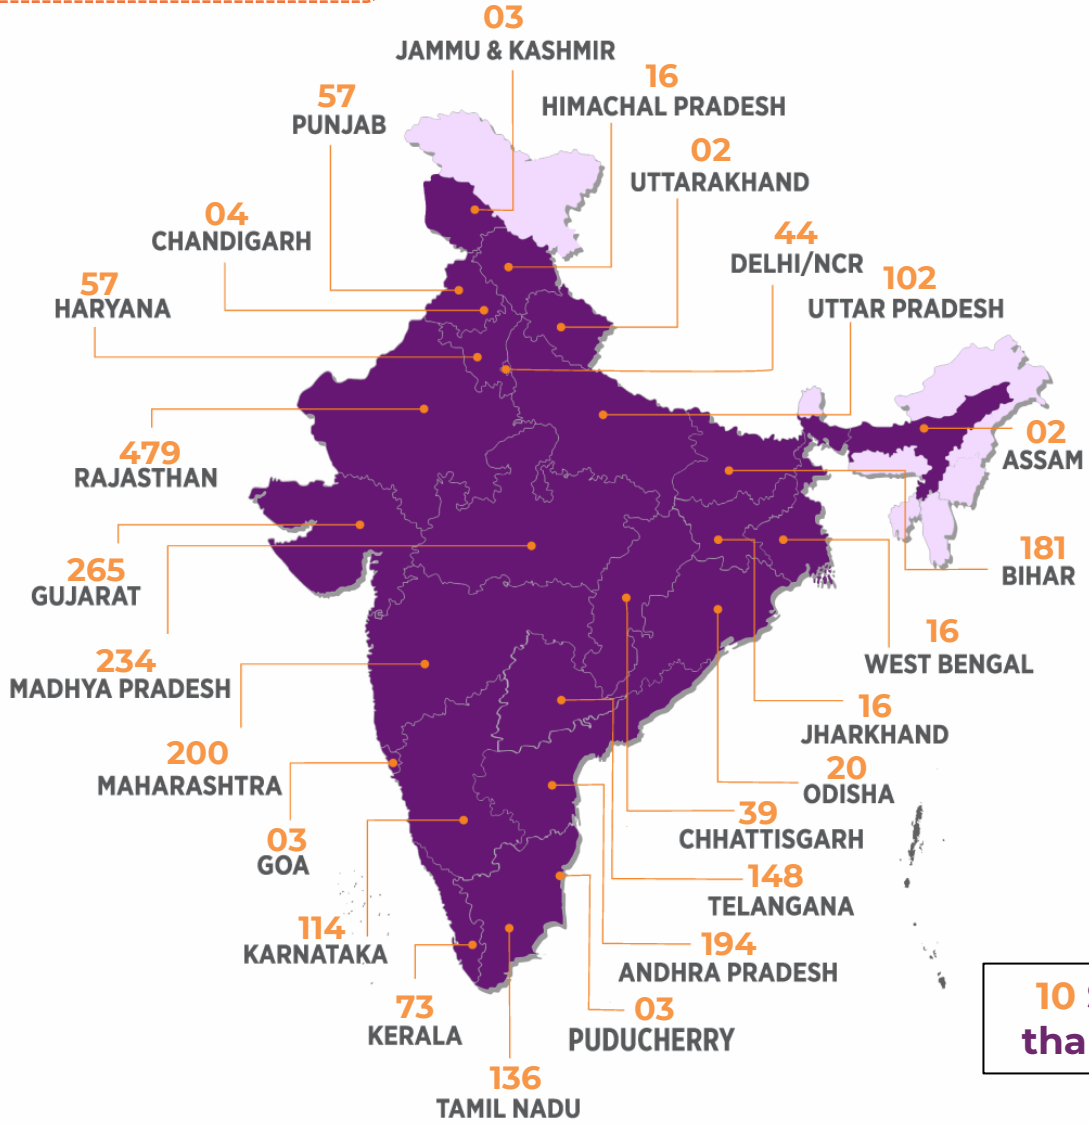 03
JAMMU & KASHMIR
16
HIMACHAL PRADESH
57
PUNJAB
02
UTTARAKHAND
04
CHANDIGARH
44
DELHI/NCR
102
UTTAR PRADESH
57
HARYANA
02
ASSAM
479
RAJASTHAN
181
BIHAR
265
GUJARAT
16
WEST BENGAL
234
MADHYA PRADESH
16
JHARKHAND
200
MAHARASHTRA
20
ODISHA
39
CHHATTISGARH
03
GOA
148
TELANGANA
114
KARNATAKA
194
ANDHRA PRADESH
73
KERALA
03
PUDUCHERRY
136
TAMIL NADU
10